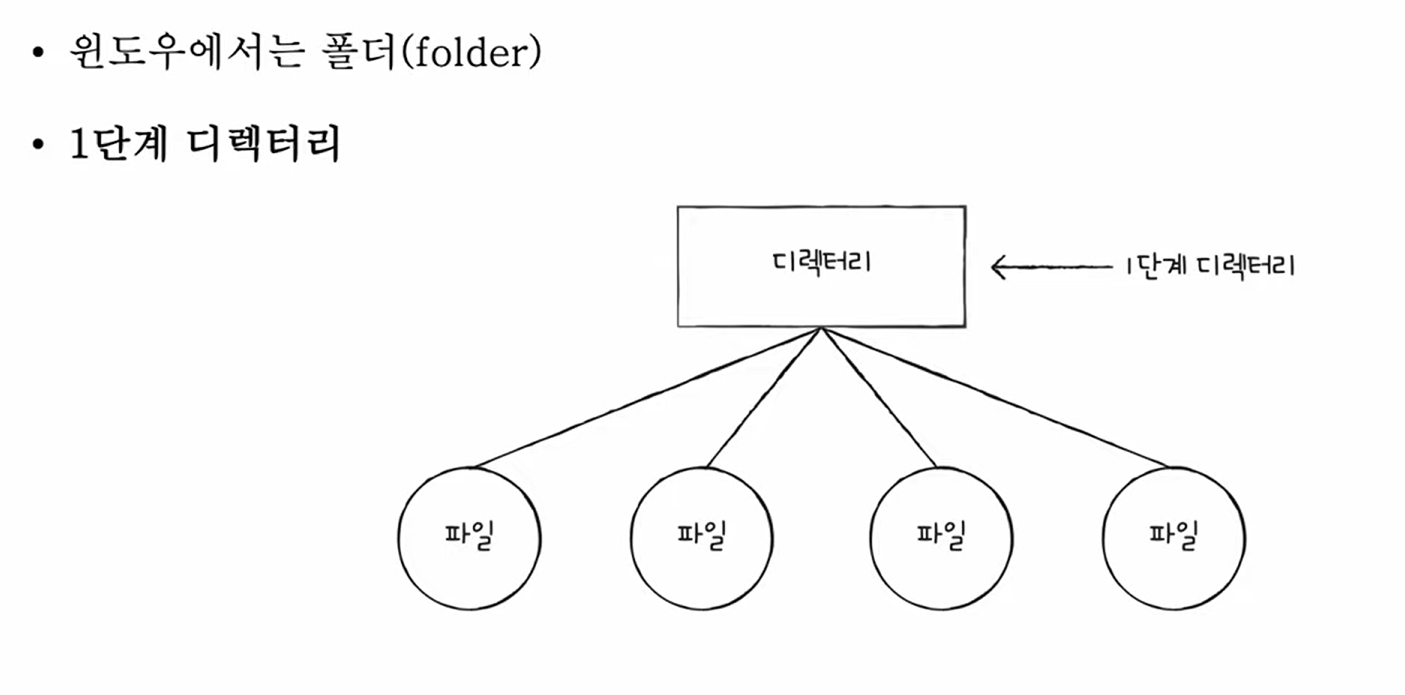 • 윈도우에서는 폴더(folder)
• 1단계 디렉터리
디렉터리
1단계 디렉터리
파일
파일
파일
파일